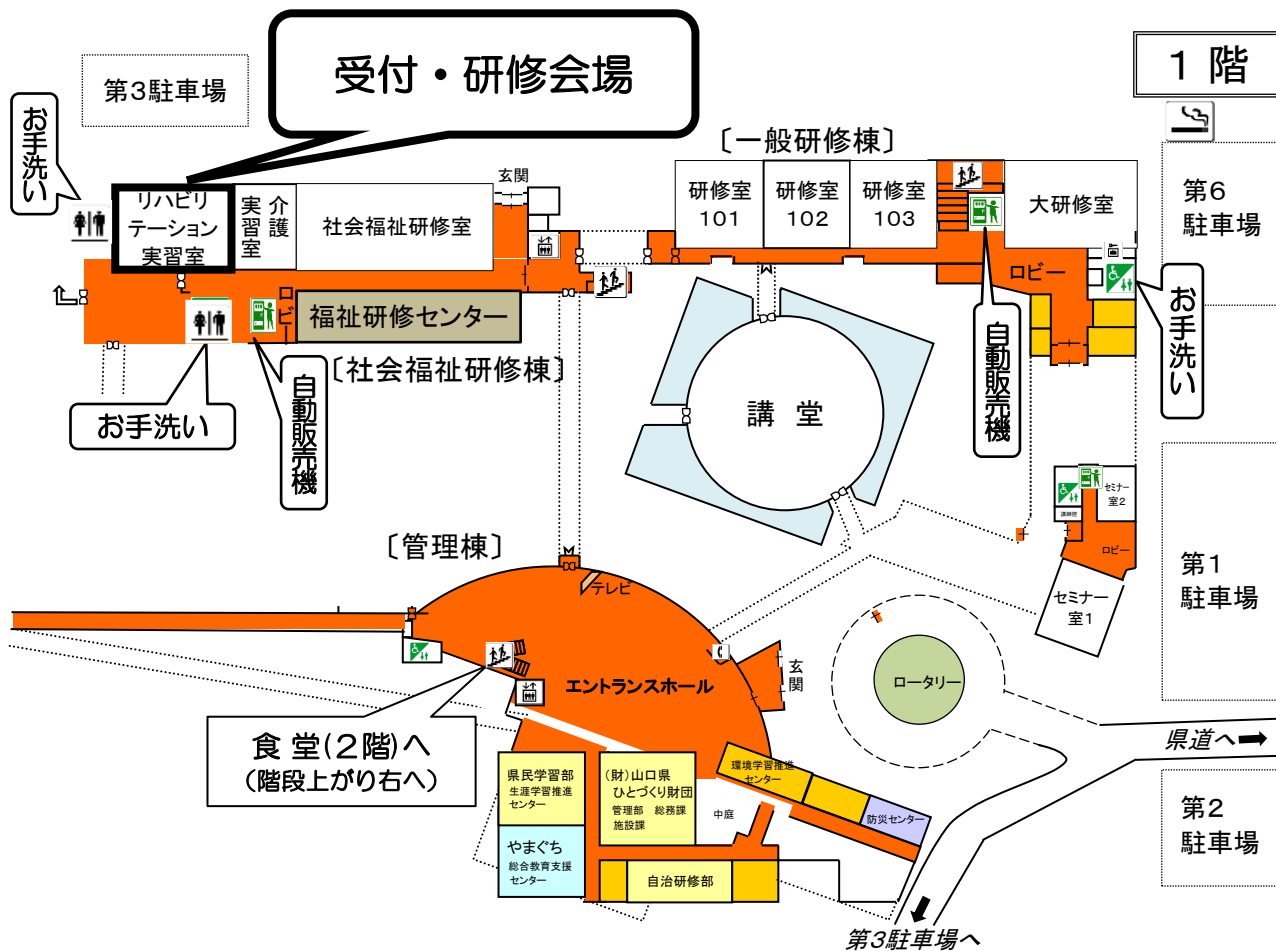 1 階
受付・研修会場
第3駐車場
お手洗い
リハビリ
テーション
実習室
介護
実習室
社会福祉研修室
玄関
〔一般研修棟〕
研修室
101
研修室
102
研修室
103
大研修室
第6
駐車場
ロビー
ロビー
福祉研修センター
〔社会福祉研修棟〕
お手洗い
自動販売機
講 堂
自動販売機
お手洗い
セミナー
室2
講師控
ロビー
セミナー
室1
第1
駐車場
〔管理棟〕
テレビ
エントランスホール
玄関
ロータリー
食 堂(2階)へ
(階段上がり右へ)
県道へ
県民学習部
生涯学習推進
センター
(財)山口県
ひとづくり財団
管理部 総務課
施設課
環境学習推進
センター
防災センター
中庭
第2
駐車場
やまぐち
総合教育支援
センター
自治研修部
第3駐車場へ